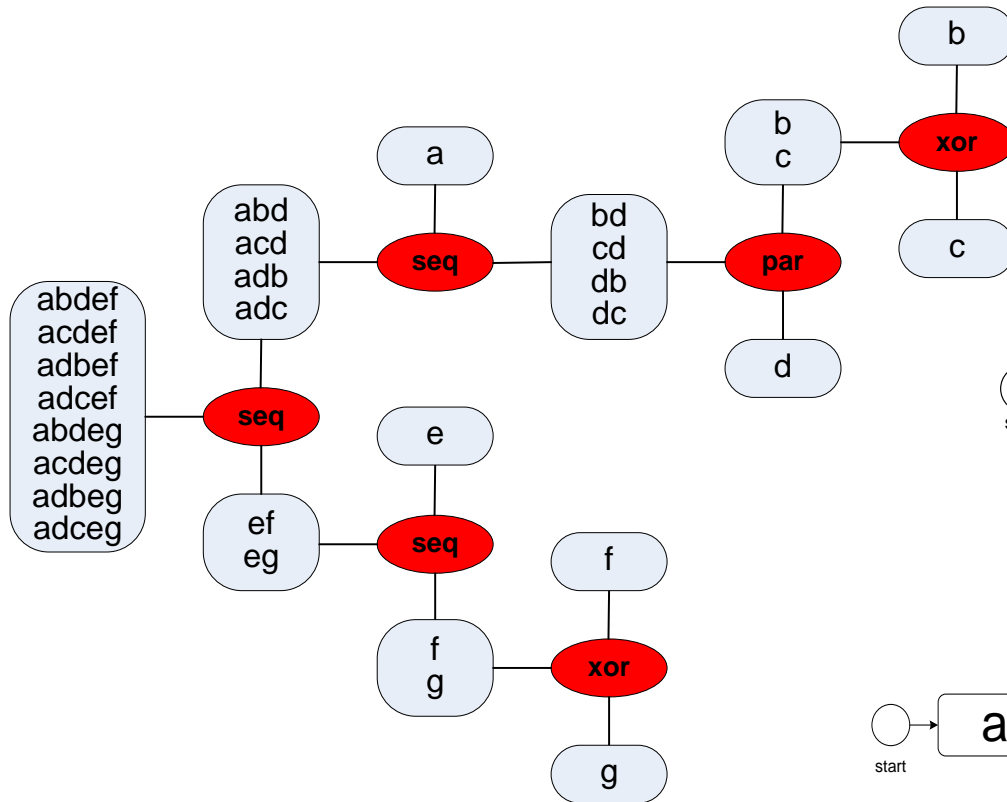 b
b
c
xor
c
a
abd
acd
adb
adc
seq
bd
cd
db
dc
par
d
abdef
acdef
adbef
adcef
abdeg
acdeg
adbeg
adceg
seq
e
ef
eg
seq
f
f
g
xor
g
s
a
start